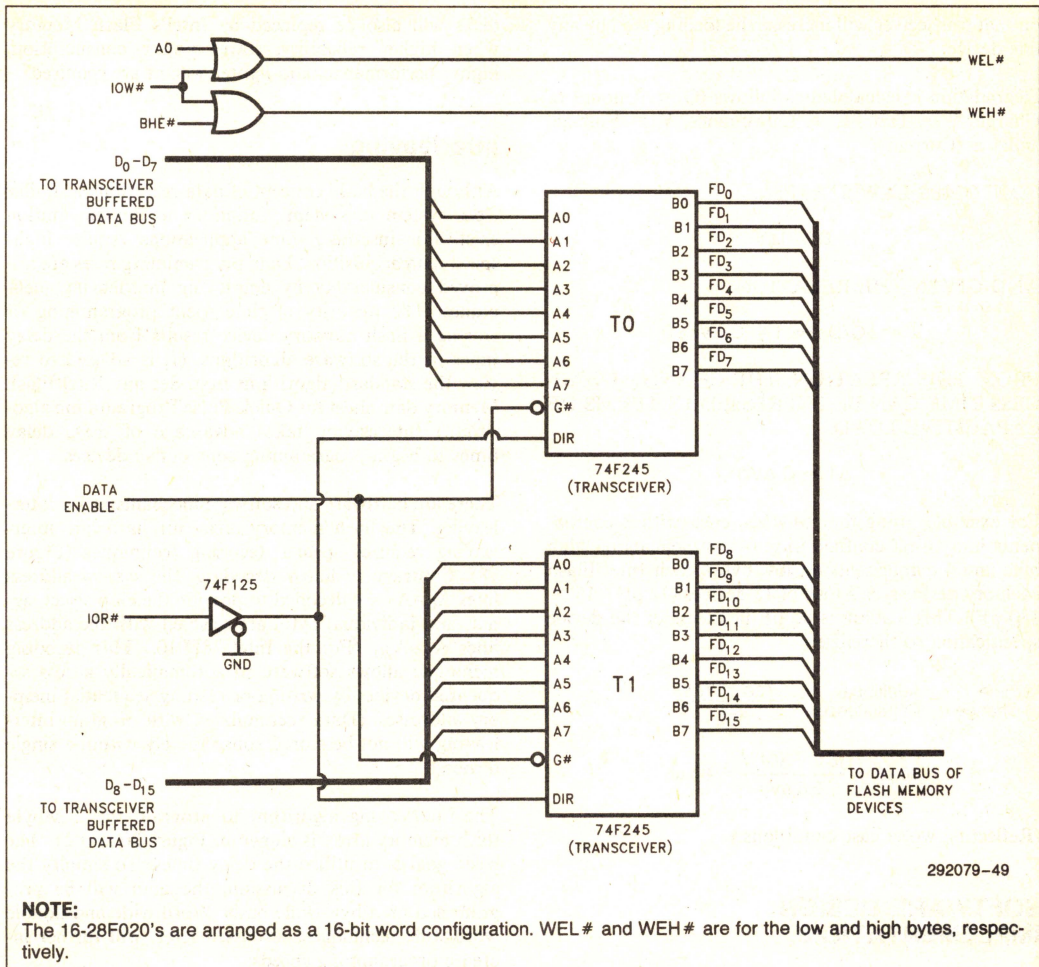 A0
IOW#
BHE#
WEL#
WEH#
D0-D7
TO TRANSCEIVER
BUFFERED
DATA BUS
A0
A1
A2
A3
A4
A5
A6
A7
G#
DIR
T0
B0
B1
B2
B3
B4
B5
B6
B7
FD0
FD1
FD2
FD3
FD4
FD5
FD6
FD7
74F245
(TRANSCEIVER)
DATA
ENABLE
74F125
IOR#
GND
A0
A1
A2
A3
A4
A5
A6
A7
G#
DIR
T1
B0
B1
B2
B3
B4
B5
B6
B7
FD8
FD9
FD10
FD11
FD12
FD13
FD14
FD15
74F245
(TRANSCEIVER)
D8-D15
TO TRANSCEIVER
BUFFERED
DATA BUS
TO DATA BUS OF
FLASH MEMORY
DEVICES
292079-49
NOTE:
The 16-28F020's are arranged as a 16-bit word configuration. WEL# and WEH# are for the low and high bytes, respec-
tively.